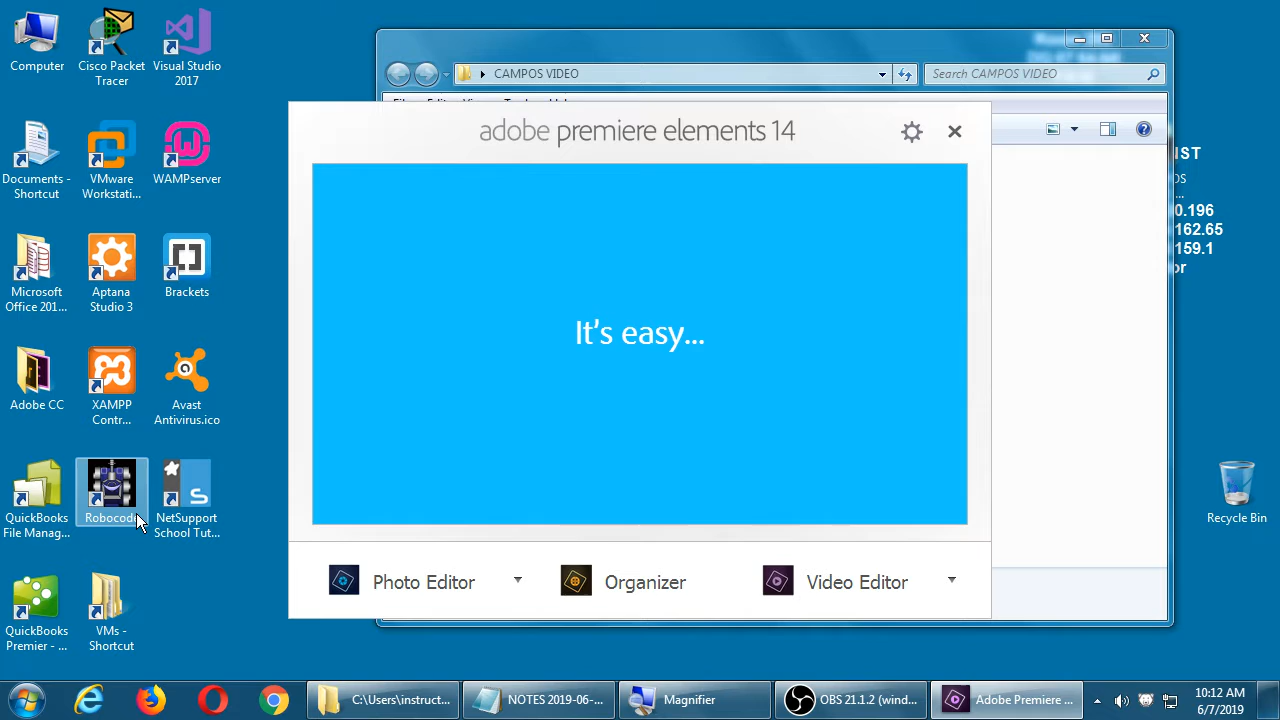 Computer
Cisco Packet
Tracer
Visual Studio
2017
Documents -
Shortcut
VMware
Workstati...
WAMPserver
Microsoft
Office 201...
Aptana
Studio 3
Brackets
Adobe CC
XAMPP
Contr...
Avast
Antivirus.ico
QuickBooks
File Manag...
Robocode
NetSupport
School Tut...
QuickBooks
Premier - ...
VMs -
Shortcut
CAMPOS VIDEO
Search CAMPOS VIDEO
adobe premiere elements 14
It's easy...
Photo Editor
Organizer
Video Editor
0.196
162.65
159.1
Recycle Bin
C:\Users\instruct...
NOTES 2019-06-...
Magnifier
OBS 21.1.2 (wind...
Adobe Premiere ...
10:12 AM
6/7/2019